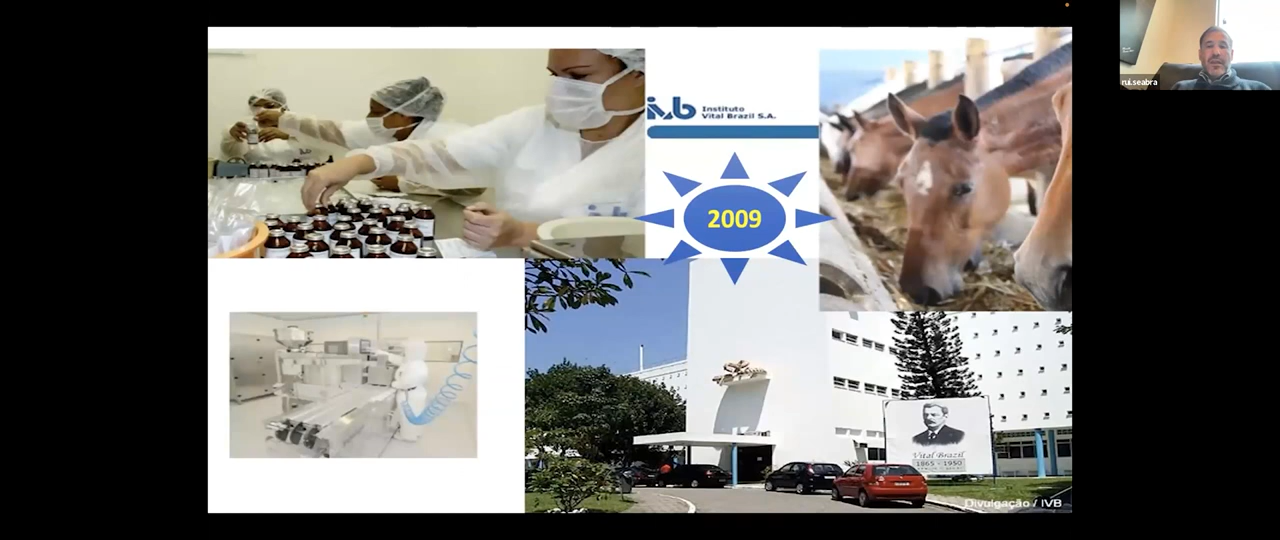 ivb
Instituto
Vital Brazil S.A.
2009
Vital Brazil
1865 - 1950
Divulgação / IVB
rui.seabra